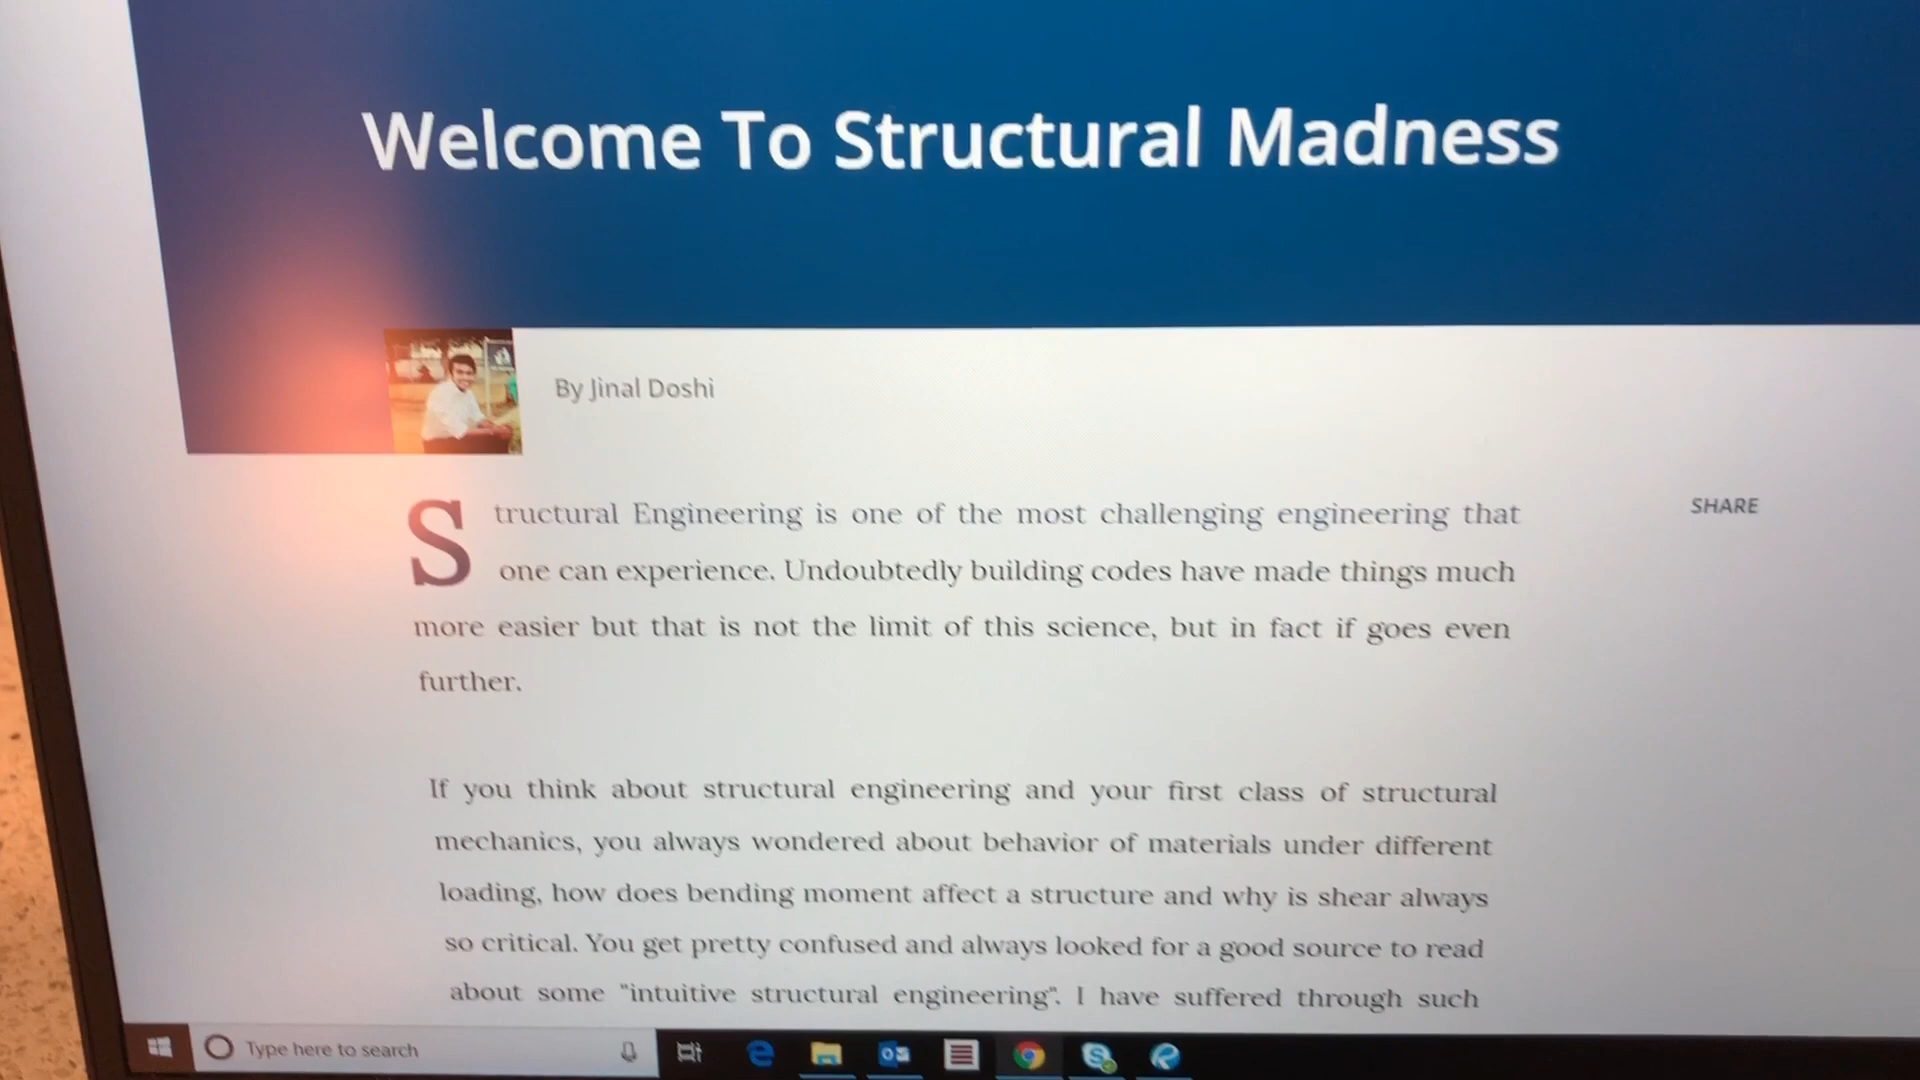 Welcome To Structural Madness
By Jinal Doshi
SHARE
Structural Engineering is one of the most challenging engineering that
one can experience. Undoubtedly building codes have made things much
more easier but that is not the limit of this science, but in fact if goes even
further.
If you think about structural engineering and your first class of structural
mechanics, you always wondered about behavior of materials under different
loading, how does bending moment affect a structure and why is shear always
so critical. You get pretty confused and always looked for a good source to read
about some "intuitive structural engineering". I have suffered through such
Type here to search